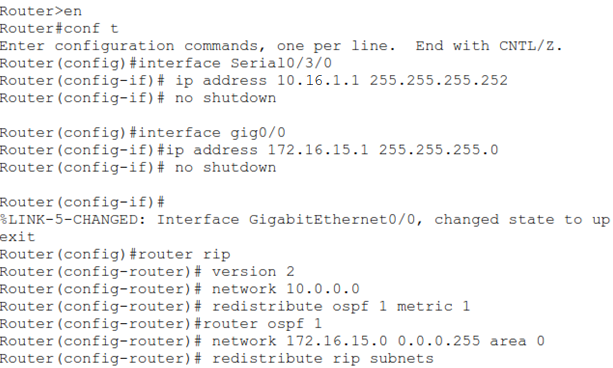 Router>en
Router#conf t
Enter configuration commands, one per line.  End with CNTL/Z.
Router(config)#interface Serial0/3/0
Router(config-if)# ip address 10.16.1.1 255.255.255.252
Router(config-if)# no shutdown

Router(config)#interface gig0/0
Router(config-if)#ip address 172.16.15.1 255.255.255.0
Router(config-if)# no shutdown

Router(config-if)#
%LINK-5-CHANGED: Interface GigabitEthernet0/0, changed state to up
exit
Router(config)#router rip
Router(config-router)# version 2
Router(config-router)# network 10.0.0.0
Router(config-router)# redistribute ospf 1 metric 1
Router(config-router)#router ospf 1
Router(config-router)# network 172.16.15.0 0.0.0.255 area 0
Router(config-router)# redistribute rip subnets